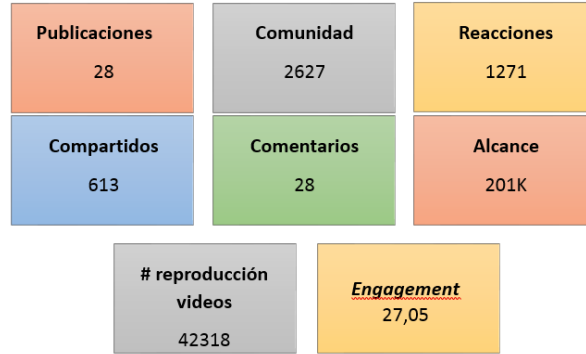 Publicaciones
28
Comunidad
2627
Reacciones
1271
Compartidos
613
Comentarios
28
Alcance
201K
# reproducción
videos
42318
Engagement
27,05